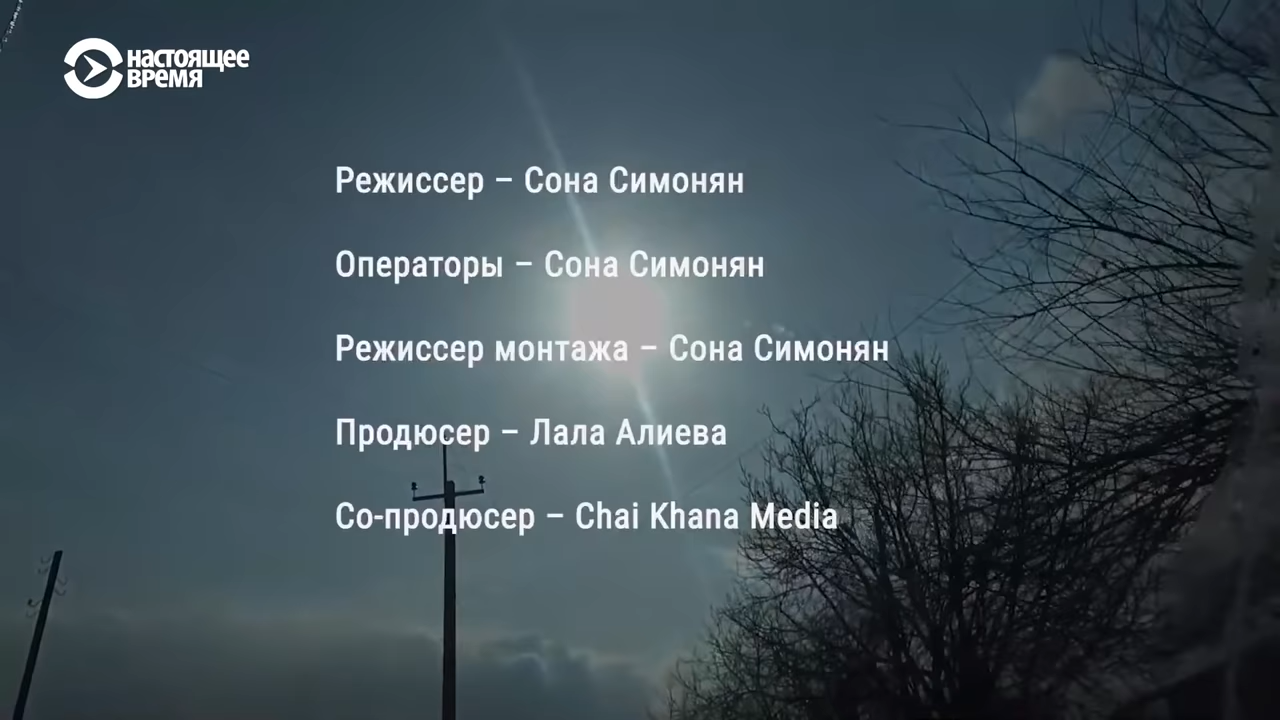 настоящее
время
Режиссер – Сона Симонян
Операторы – Сона Симонян
Режиссер монтажа – Сона Симонян
Продюсер – Лала Алиева
Со-продюсер – Chai Khana Media